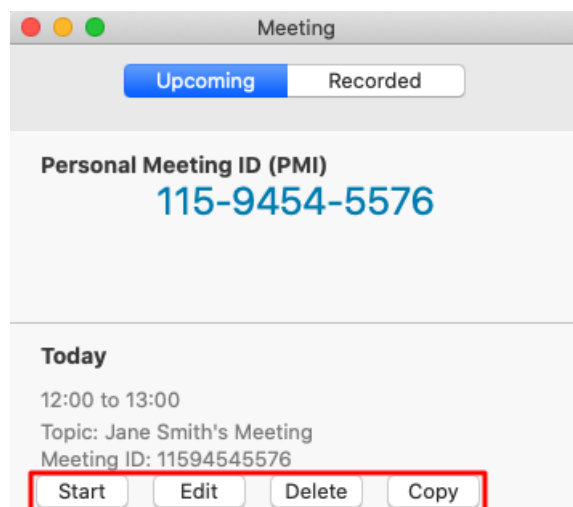 Meeting
Upcoming Recorded
Personal Meeting ID (PMI)
115-9454-5576
Today
12:00 to 13:00
Topic: Jane Smith's Meeting
Meeting ID: 11594545576
Start Edit Delete Copy